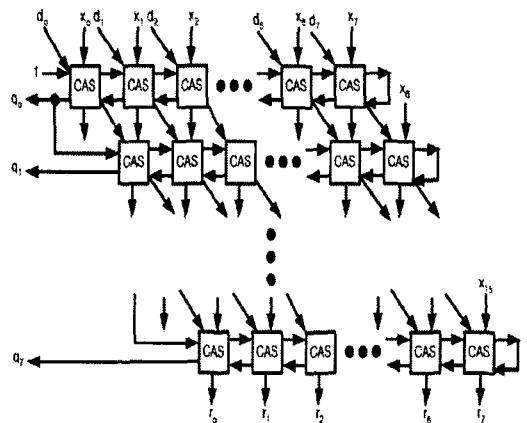 d₀ x₀ d₁ x₁ d₂ x₂ d₆ x₆ d₇ x₇
1 CAS CAS CAS CAS CAS
q₀ x₈
CAS CAS CAS CAS CAS
q₁
x₁₅
CAS CAS CAS CAS CAS
q₇
r₀ r₁ r₂ r₆ r₇